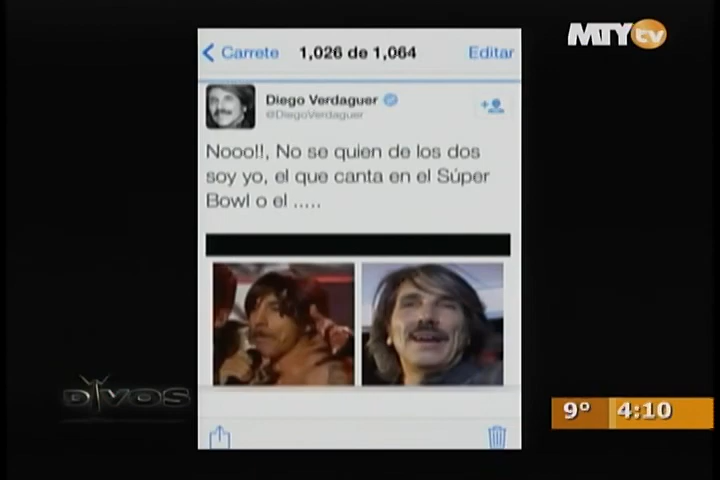 MTYtv
Carrete 1,026 de 1,064 Editar
Diego Verdaguer
@DiegoVerdaguer
Nooo!!, No se quien de los dos
soy yo, el que canta en el Súper
Bowl o el .....
DIVOS
9° 4:10